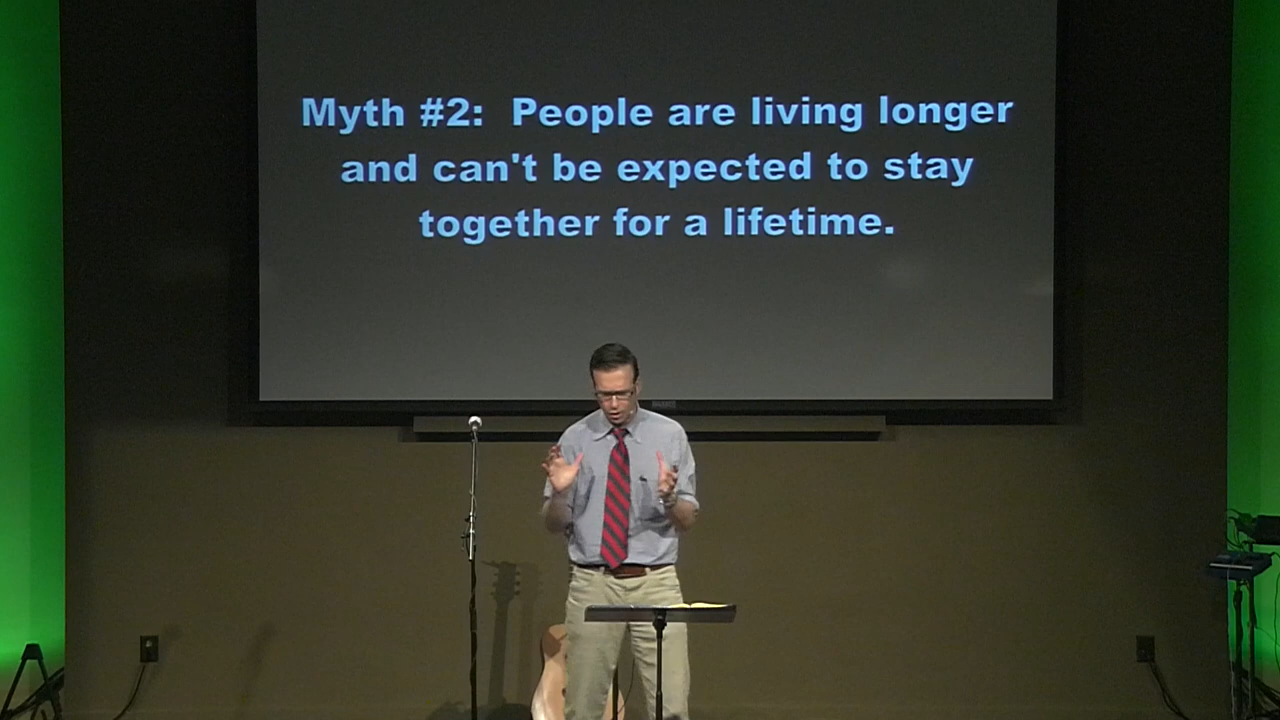 Myth #2: People are living longer
and can't be expected to stay
together for a lifetime.